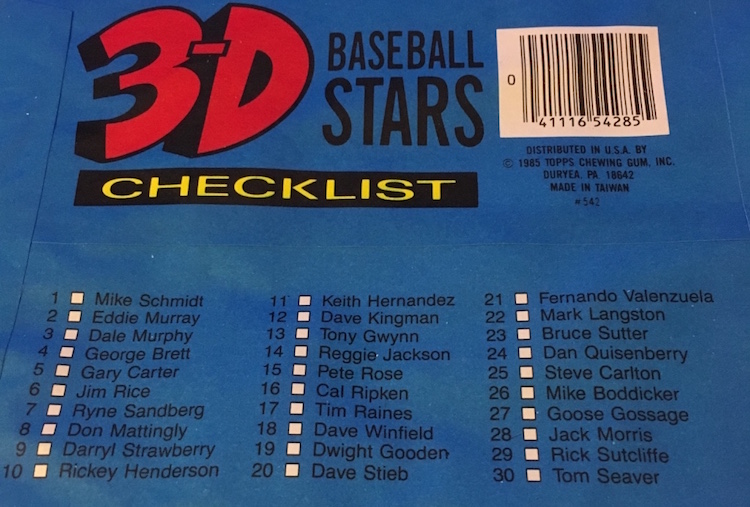 3-D
BASEBALL
STARS
CHECKLIST
0
41116 54285
DISTRIBUTED IN U.S.A. BY
© 1985 TOPPS CHEWING GUM, INC.
DURYEA, PA 18642
MADE IN TAIWAN
#542
1 Mike Schmidt
2 Eddie Murray
3 Dale Murphy
4 George Brett
5 Gary Carter
6 Jim Rice
7 Ryne Sandberg
8 Don Mattingly
9 Darryl Strawberry
10 Rickey Henderson
11 Keith Hernandez
12 Dave Kingman
13 Tony Gwynn
14 Reggie Jackson
15 Pete Rose
16 Cal Ripken
17 Tim Raines
18 Dave Winfield
19 Dwight Gooden
20 Dave Stieb
21 Fernando Valenzuela
22 Mark Langston
23 Bruce Sutter
24 Dan Quisenberry
25 Steve Carlton
26 Mike Boddicker
27 Goose Gossage
28 Jack Morris
29 Rick Sutcliffe
30 Tom Seaver